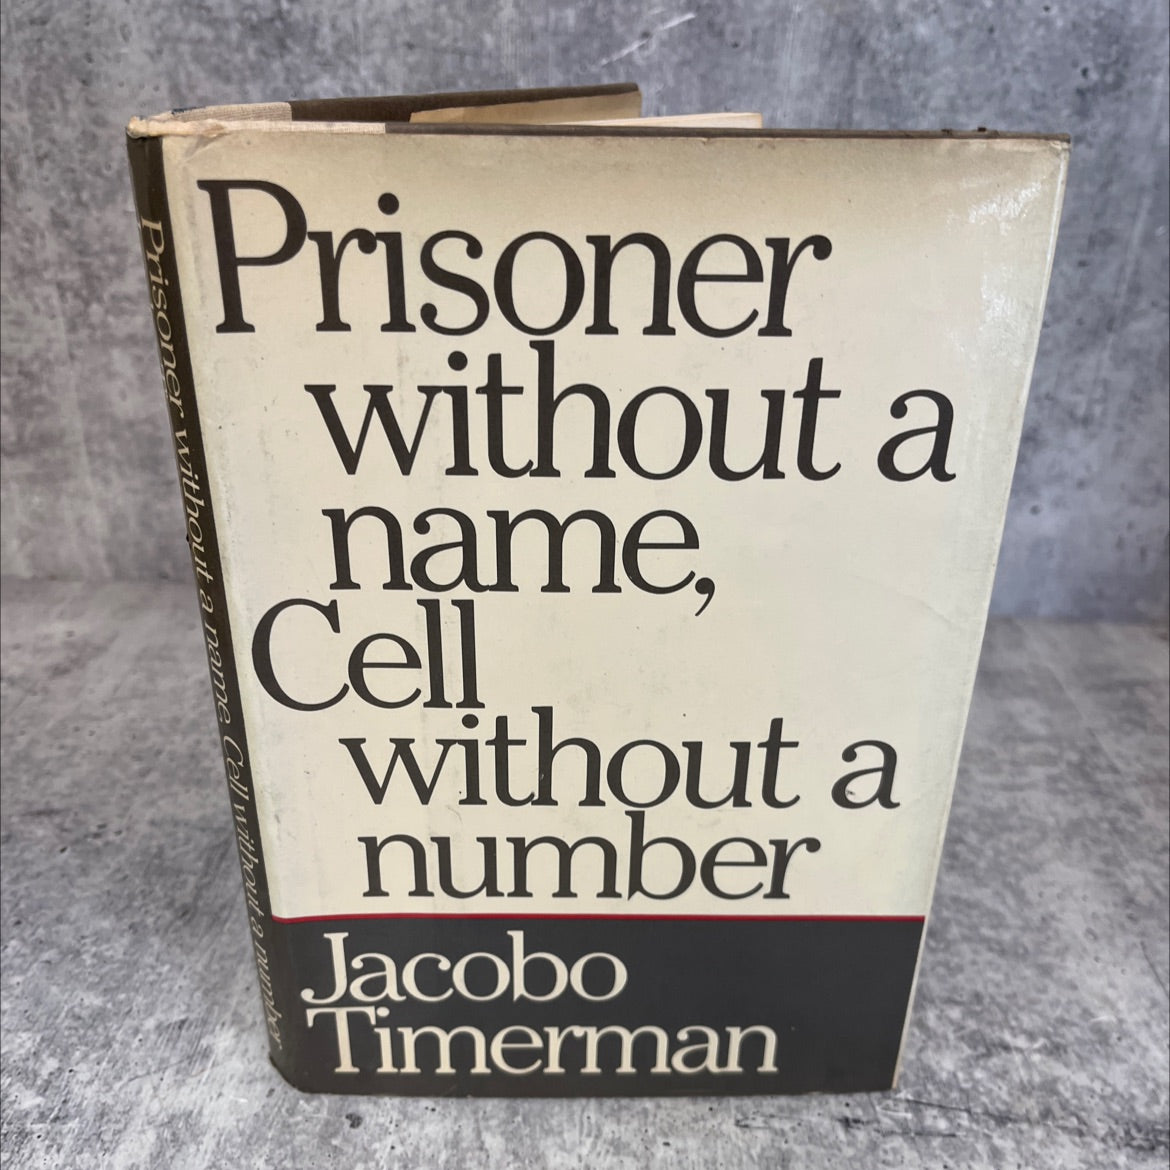 Prisoner
without a
name,
Cell
without a
number
Jacobo
Timerman
Prisoner without a name, Cell without a number